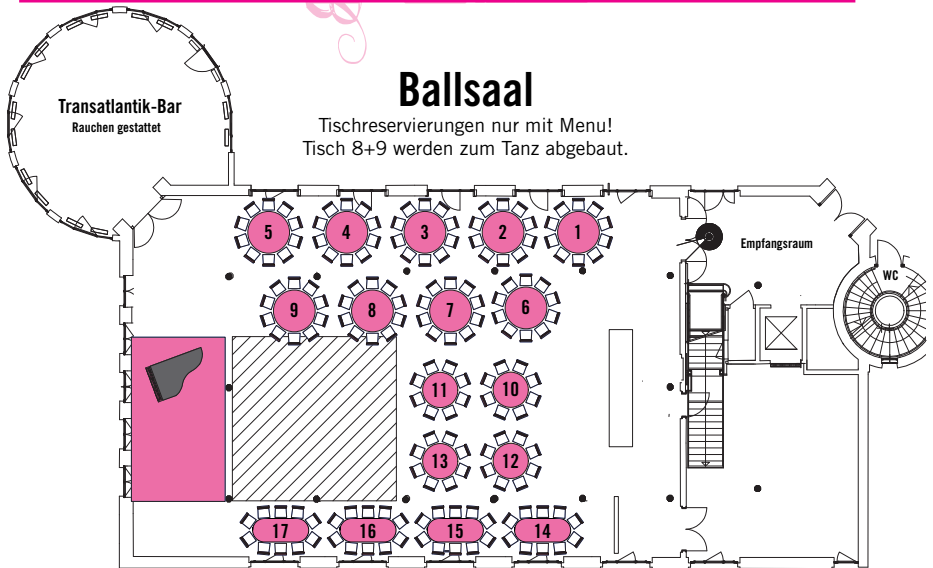 Ballsaal
Tischreservierungen nur mit Menu!
Tisch 8+9 werden zum Tanz abgebaut.
Transatlantik-Bar
Rauchen gestattet
5 4 3 2 1
Empfangsraum
WC
9 8 7 6
11 10
13 12
17 16 15 14